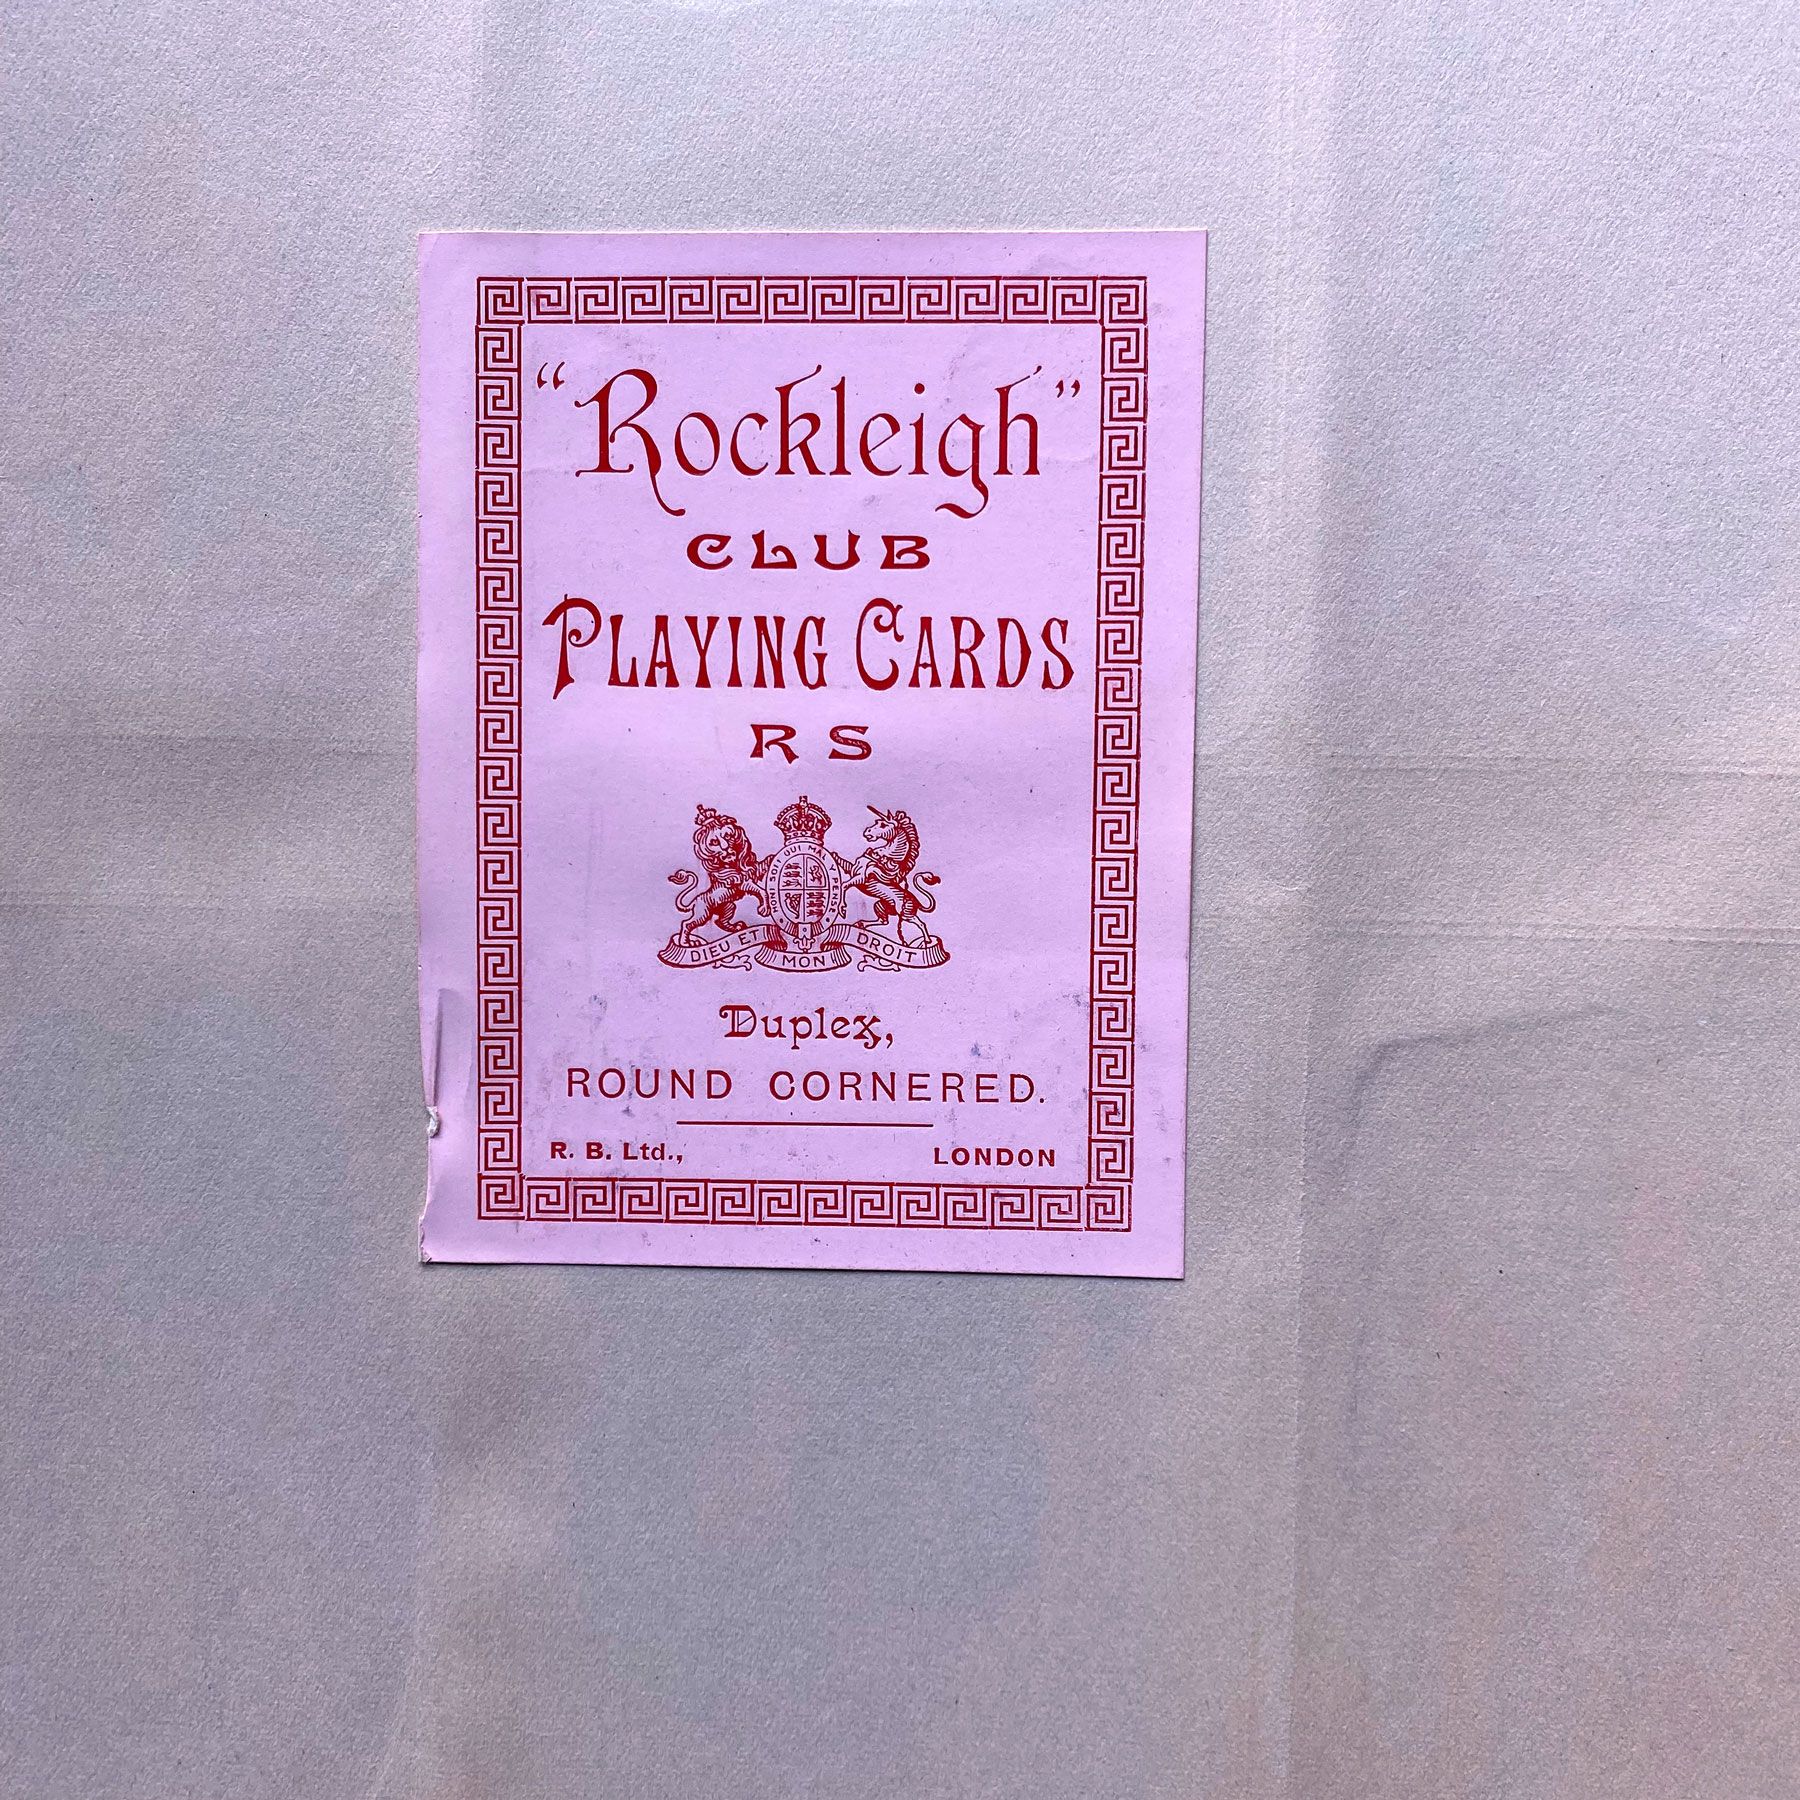 “Rockleigh”
CLUB
PLAYING CARDS
RS
HONI SOIT QUI MAL Y PENSE
DIEU ET MON DROIT
Duplex,
ROUND CORNERED.
R. B. Ltd., LONDON